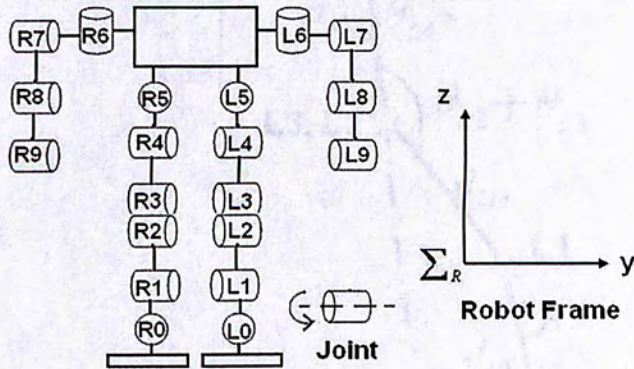 R7 R6 L6 L7
R8 R5 L5 L8
R9 R4 L4 L9
R3 L3
R2 L2
R1 L1
R0 L0
Joint
z
y
Σ_R
Robot Frame